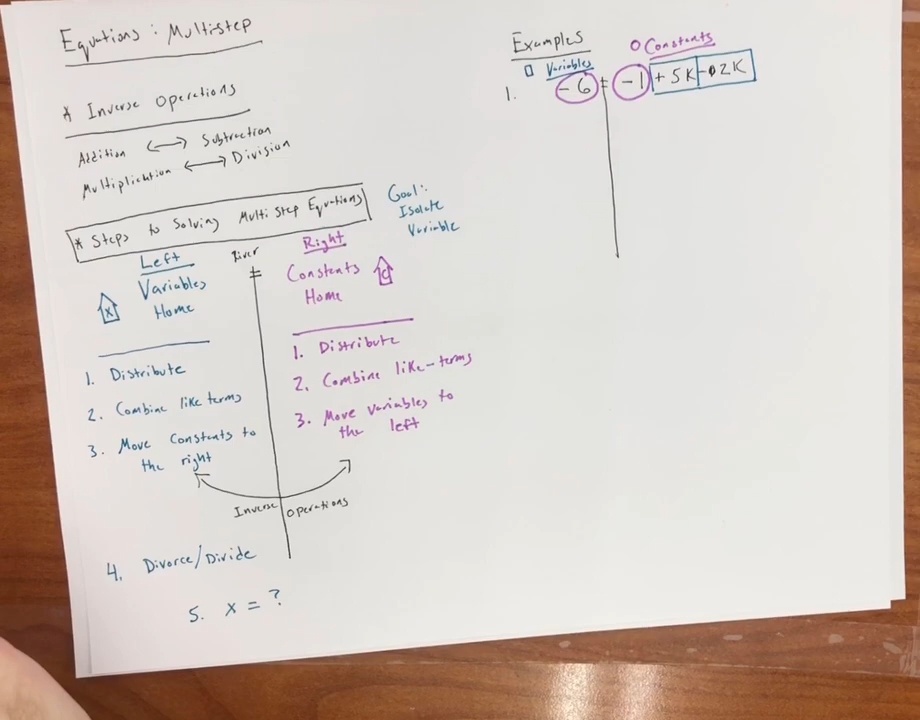 Equations: Multistep
* Inverse Operations
Addition ↔ Subtraction
Multiplication ↔ Division
* Steps to Solving Multi Step Equations
Goal:
Isolate
Variable
Left
Variables
Home
X
River
=
Right
Constants
Home
C
1. Distribute
2. Combine like terms
3. Move Constants to
the right
1. Distribute
2. Combine like-terms
3. Move variables to
the left
Inverse Operations
4. Divorce/Divide
5. x = ?
Examples
□ Variables
○ Constants
1. -6 = -1 + 5K - 2K